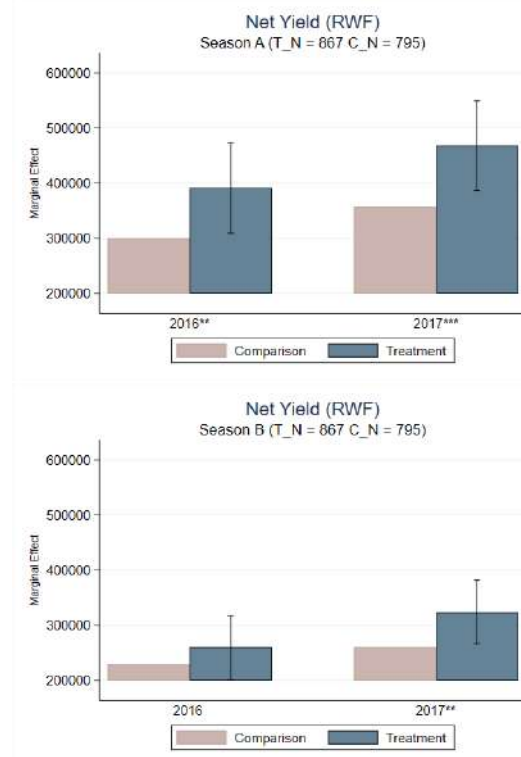 Net Yield (RWF)
Season A (T_N = 867 C_N = 795)
600000
500000
400000
300000
200000
Marginal Effect
2016** 2017***
Comparison Treatment
Net Yield (RWF)
Season B (T_N = 867 C_N = 795)
600000
500000
400000
300000
200000
Marginal Effect
2016 2017**
Comparison Treatment